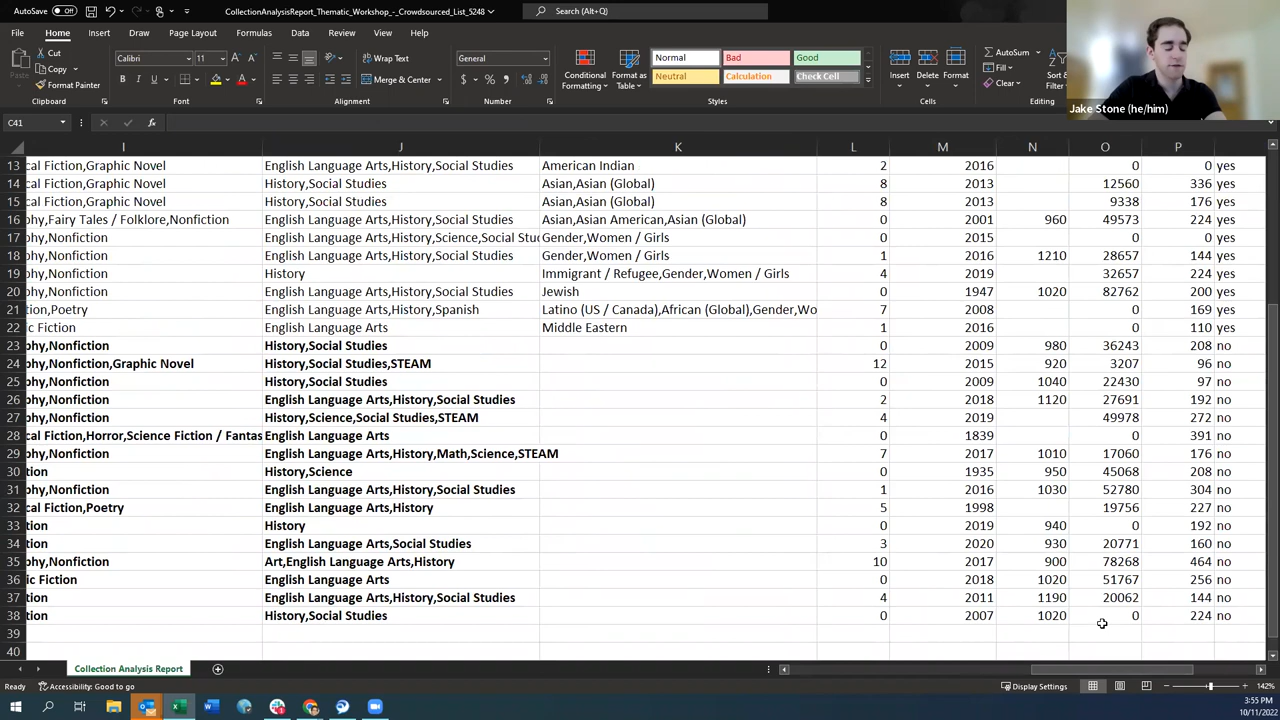 AutoSave Off CollectionAnalysisReport_Thematic_Workshop_-_Crowdsourced_List_5248 Search (Alt+Q)
File Home Insert Draw Page Layout Formulas Data Review View Help
Paste Cut Copy Format Painter Clipboard
Calibri 11 B I U Font
Wrap Text Merge & Center Alignment
General $ % Number
Conditional Formatting Format as Table Normal Bad Good Neutral Calculation Check Cell Styles
Insert Delete Format Cells
AutoSum Fill Clear Sort & Editing
Jake Stone (he/him)
C41 fx
I J K L M N O P
13 cal Fiction,Graphic Novel English Language Arts,History,Social Studies American Indian 2 2016 0 0 yes
14 cal Fiction,Graphic Novel History,Social Studies Asian,Asian (Global) 8 2013 12560 336 yes
15 cal Fiction,Graphic Novel History,Social Studies Asian,Asian (Global) 8 2013 9338 176 yes
16 phy,Fairy Tales / Folklore,Nonfiction English Language Arts,History,Social Studies Asian,Asian American,Asian (Global) 0 2001 960 49573 224 yes
17 phy,Nonfiction English Language Arts,History,Science,Social Stu Gender,Women / Girls 0 2015 0 0 yes
18 phy,Nonfiction English Language Arts,History,Social Studies Gender,Women / Girls 1 2016 1210 28657 144 yes
19 phy,Nonfiction History Immigrant / Refugee,Gender,Women / Girls 4 2019 32657 224 yes
20 phy,Nonfiction English Language Arts,History,Social Studies Jewish 0 1947 1020 82762 200 yes
21 tion,Poetry English Language Arts,History,Spanish Latino (US / Canada),African (Global),Gender,Wo 7 2008 0 169 yes
22 ic Fiction English Language Arts Middle Eastern 1 2016 0 110 yes
23 phy,Nonfiction History,Social Studies 0 2009 980 36243 208 no
24 phy,Nonfiction,Graphic Novel History,Social Studies,STEAM 12 2015 920 3207 96 no
25 phy,Nonfiction History,Social Studies 0 2009 1040 22430 97 no
26 phy,Nonfiction English Language Arts,History,Social Studies 2 2018 1120 27691 192 no
27 phy,Nonfiction History,Science,Social Studies,STEAM 4 2019 49978 272 no
28 cal Fiction,Horror,Science Fiction / Fantas English Language Arts 0 1839 0 391 no
29 phy,Nonfiction English Language Arts,History,Math,Science,STEAM 7 2017 1010 17060 176 no
30 tion History,Science 0 1935 950 45068 208 no
31 phy,Nonfiction English Language Arts,History,Social Studies 1 2016 1030 52780 304 no
32 cal Fiction,Poetry English Language Arts,History 5 1998 19756 227 no
33 tion History 0 2019 940 0 192 no
34 tion English Language Arts,Social Studies 3 2020 930 20771 160 no
35 phy,Nonfiction Art,English Language Arts,History 10 2017 900 78268 464 no
36 ic Fiction English Language Arts 0 2018 1020 51767 256 no
37 tion English Language Arts,History,Social Studies 4 2011 1190 20062 144 no
38 tion History,Social Studies 0 2007 1020 0 224 no
39
40
Collection Analysis Report
Ready Accessibility: Good to go Display Settings 142%
3:55 PM
10/11/2022